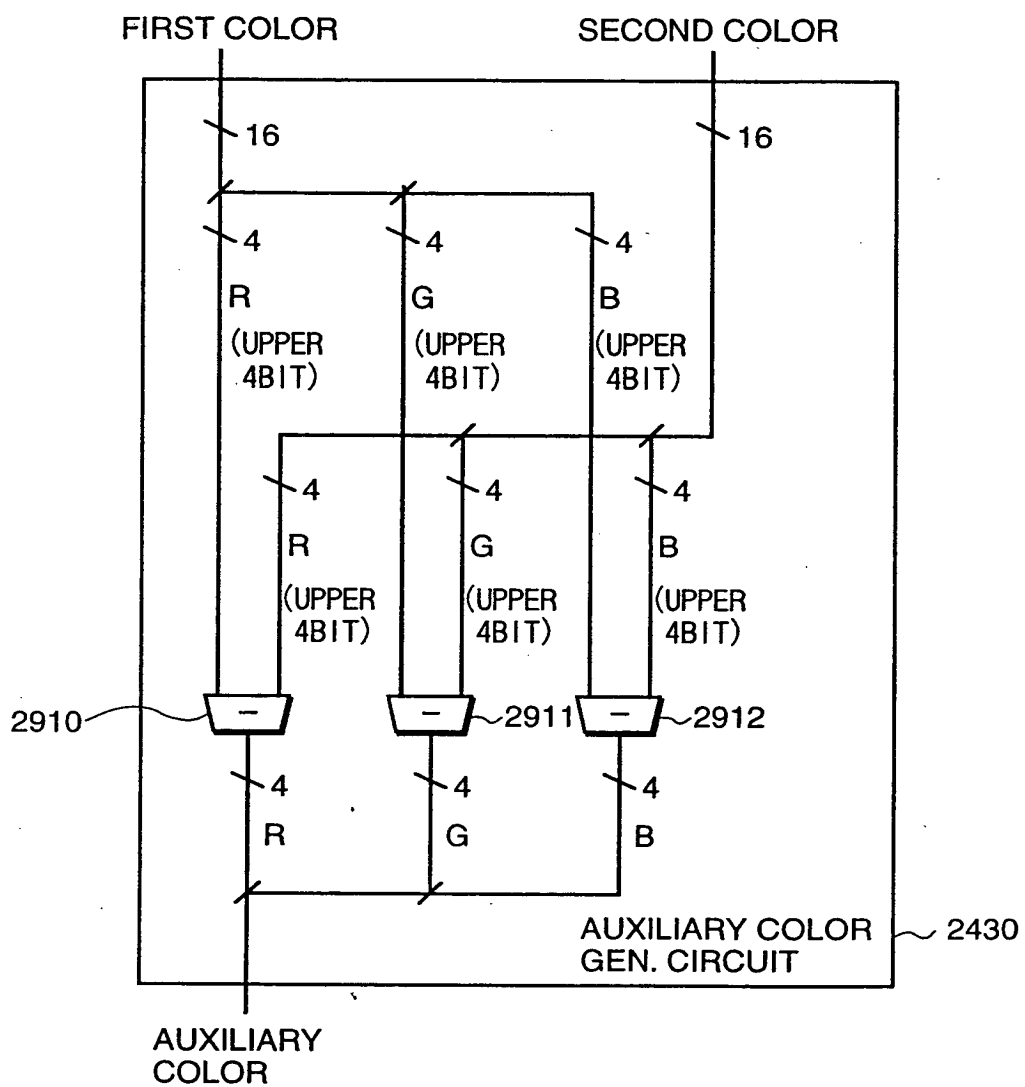 FIRST COLOR
SECOND COLOR
16
16
4
4
4
R
G
B
(UPPER
4BIT)
(UPPER
4BIT)
(UPPER
4BIT)
4
4
4
R
G
B
(UPPER
4BIT)
(UPPER
4BIT)
(UPPER
4BIT)
2910
−
−
2911
−
2912
4
4
4
R
G
B
AUXILIARY COLOR
GEN. CIRCUIT
2430
AUXILIARY
COLOR